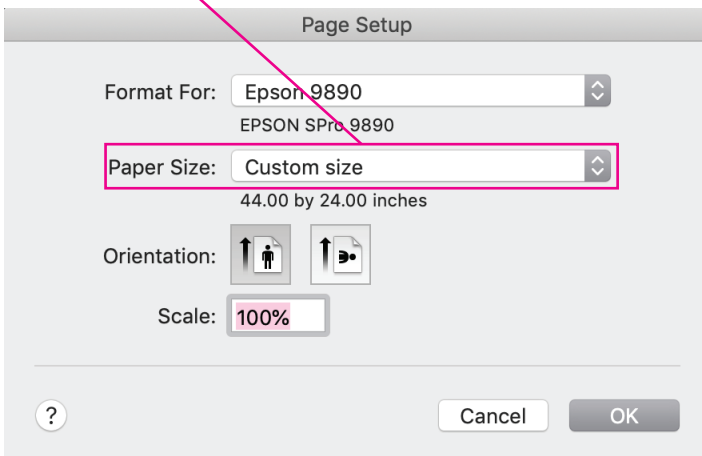 Page Setup
Format For: Epson 9890
EPSON SPro 9890
Paper Size: Custom size
44.00 by 24.00 inches
Orientation:
Scale: 100%
? Cancel OK